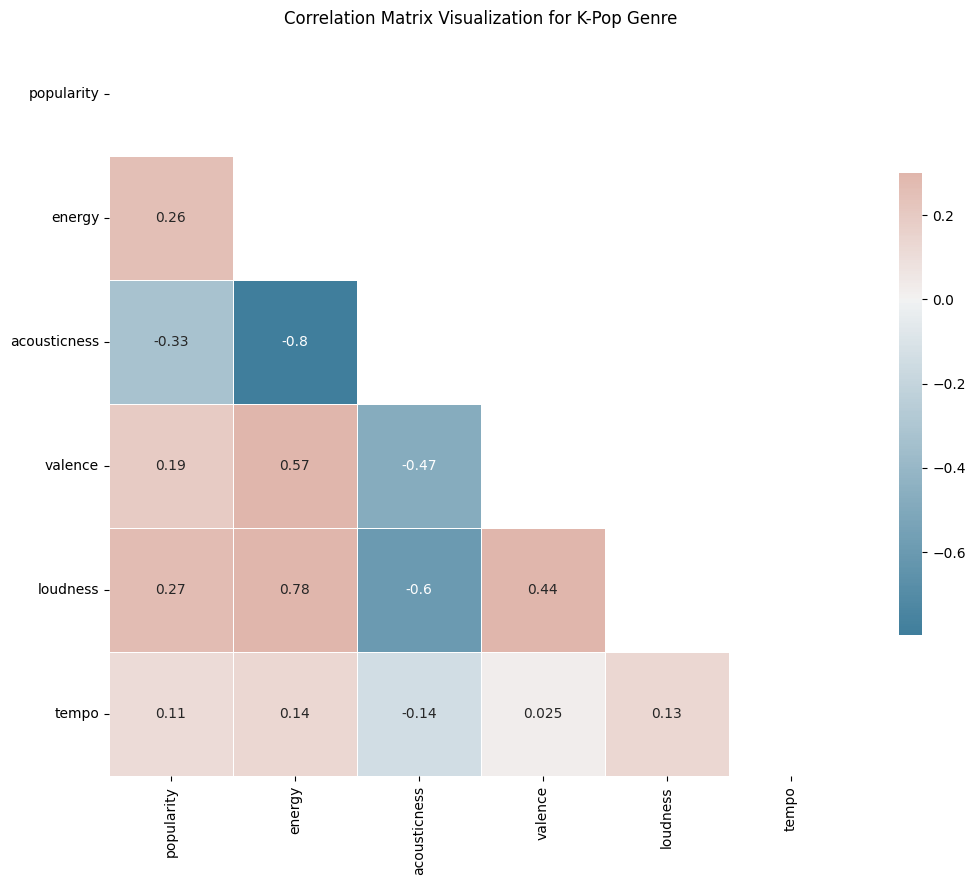 Correlation Matrix Visualization for K-Pop Genre
popularity
energy
0.26
acousticness
-0.33 -0.8
valence
0.19 0.57 -0.47
loudness
0.27 0.78 -0.6 0.44
tempo
0.11 0.14 -0.14 0.025 0.13
popularity
energy
acousticness
valence
loudness
tempo
0.2
0.0
−0.2
−0.4
−0.6